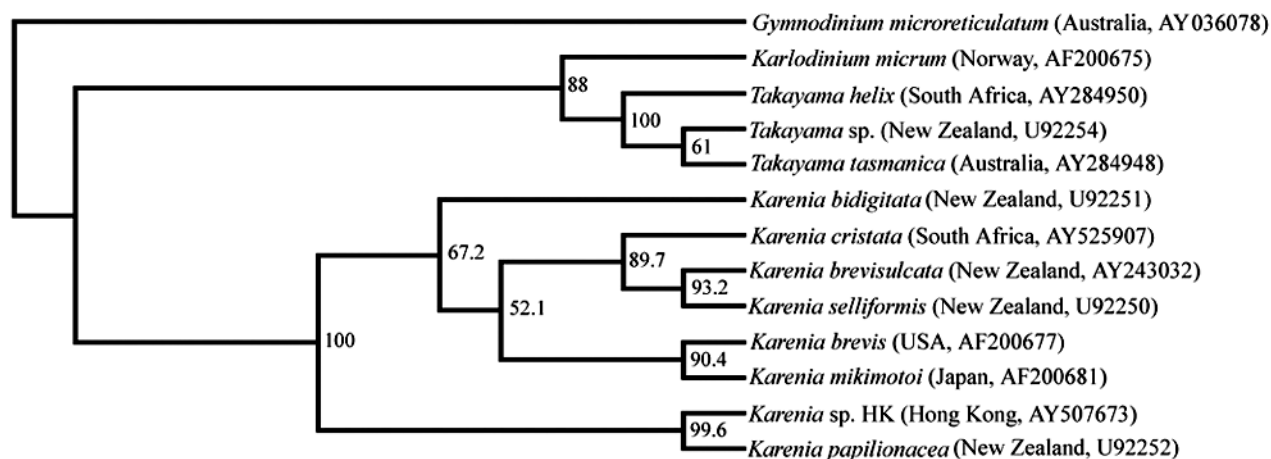 Gymnodinium microreticulatum (Australia, AY036078)
Karlodinium micrum (Norway, AF200675)
88
Takayama helix (South Africa, AY284950)
100
Takayama sp. (New Zealand, U92254)
61
Takayama tasmanica (Australia, AY284948)
Karenia bidigitata (New Zealand, U92251)
Karenia cristata (South Africa, AY525907)
67.2
89.7
Karenia brevisulcata (New Zealand, AY243032)
93.2
Karenia selliformis (New Zealand, U92250)
52.1
100
Karenia brevis (USA, AF200677)
90.4
Karenia mikimotoi (Japan, AF200681)
Karenia sp. HK (Hong Kong, AY507673)
99.6
Karenia papilionacea (New Zealand, U92252)